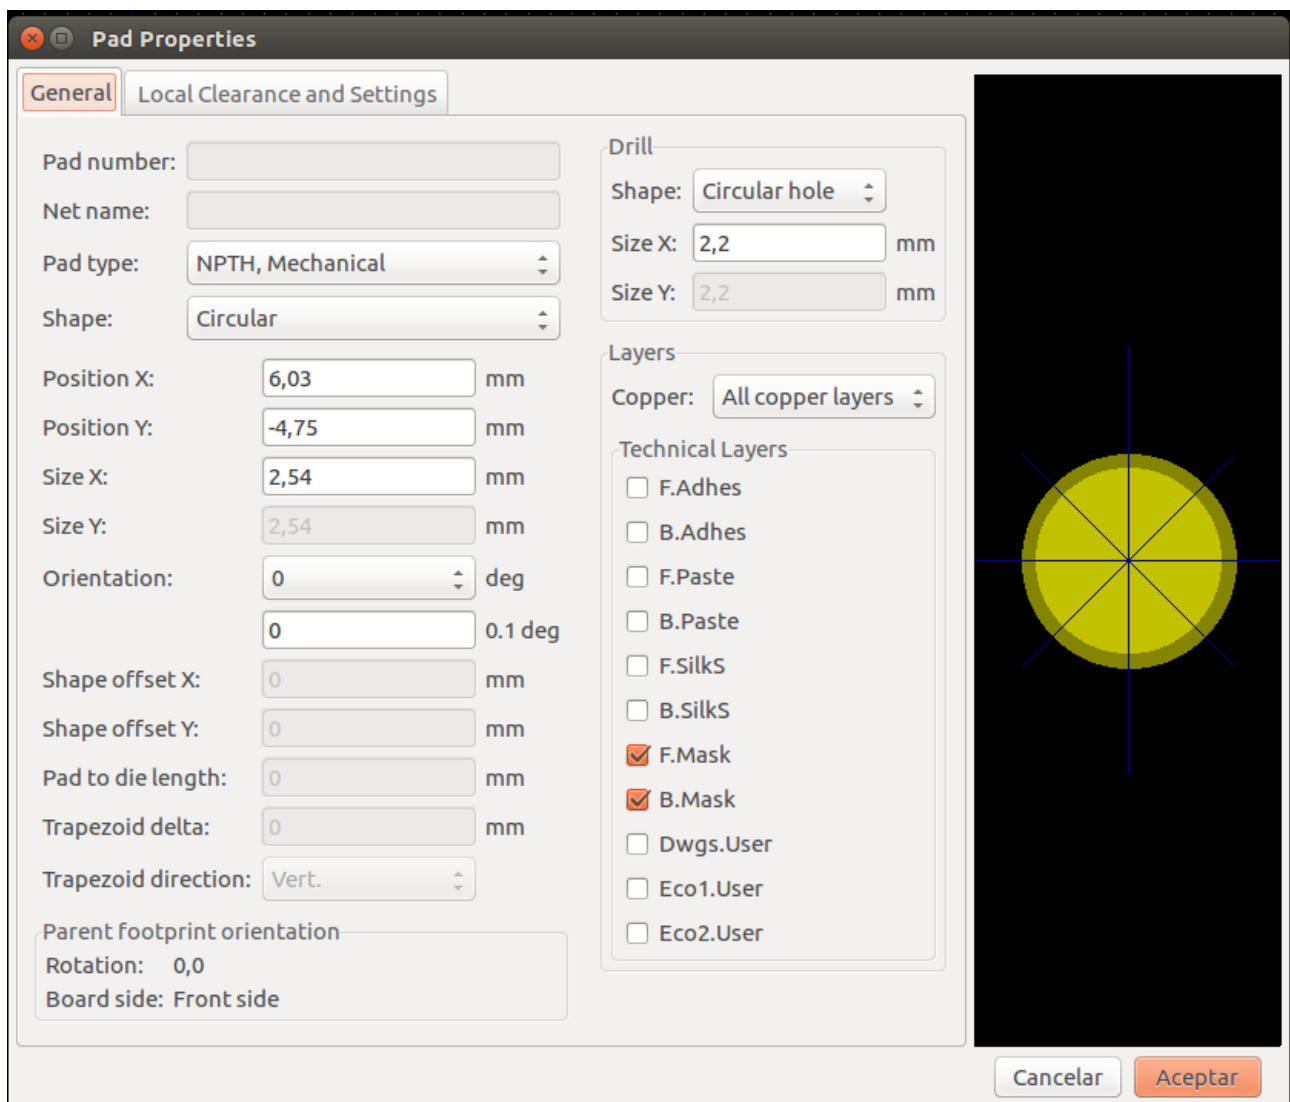 Pad Properties
General
Local Clearance and Settings
Pad number:
Net name:
Pad type: NPTH, Mechanical
Shape: Circular
Position X: 6,03 mm
Position Y: -4,75 mm
Size X: 2,54 mm
Size Y: 2,54 mm
Orientation: 0 deg
0 0.1 deg
Shape offset X: 0 mm
Shape offset Y: 0 mm
Pad to die length: 0 mm
Trapezoid delta: 0 mm
Trapezoid direction: Vert.
Parent footprint orientation
Rotation: 0,0
Board side: Front side
Drill
Shape: Circular hole
Size X: 2,2 mm
Size Y: 2,2 mm
Layers
Copper: All copper layers
Technical Layers
F.Adhes
B.Adhes
F.Paste
B.Paste
F.SilkS
B.SilkS
F.Mask
B.Mask
Dwgs.User
Eco1.User
Eco2.User
Cancelar
Aceptar